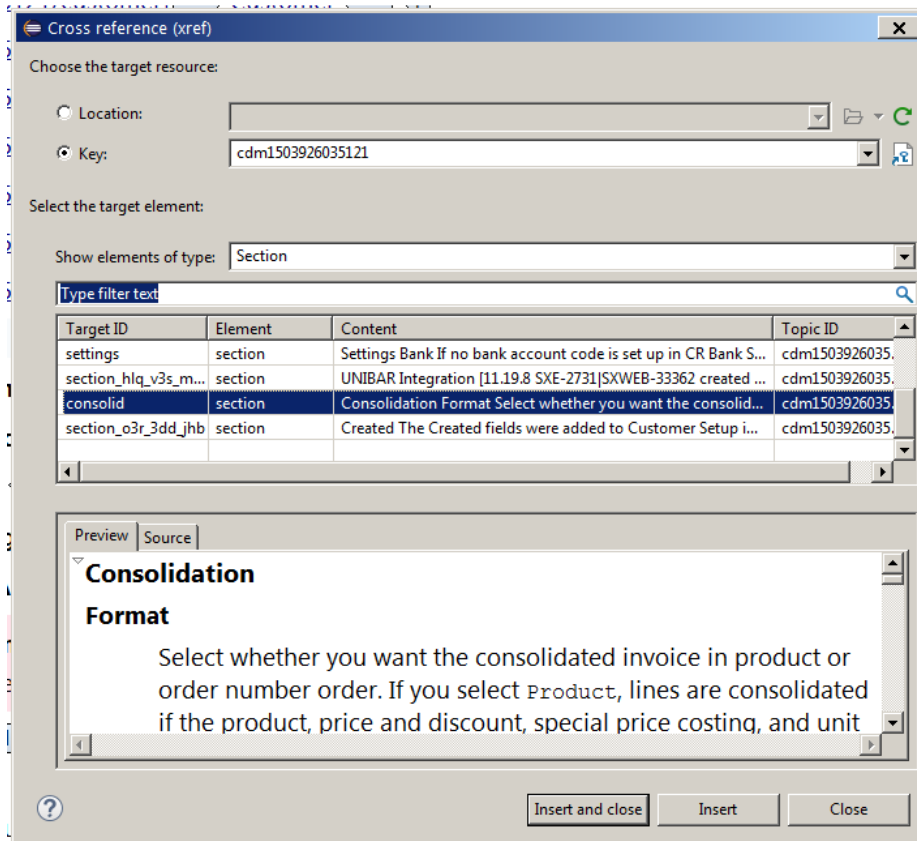 Cross reference (xref)
Choose the target resource:
Location:
Key: cdm1503926035121
Select the target element:
Show elements of type: Section
Type filter text
Target ID Element Content Topic ID
settings section Settings Bank If no bank account code is set up in CR Bank S... cdm1503926035.
section_hlq_v3s_m... section UNIBAR Integration [11.19.8 SXE-2731|SXWEB-33362 created ... cdm1503926035.
consolid section Consolidation Format Select whether you want the consolid... cdm1503926035.
section_o3r_3dd_jhb section Created The Created fields were added to Customer Setup i... cdm1503926035.
Preview Source
Consolidation
Format
Select whether you want the consolidated invoice in product or
order number order. If you select Product, lines are consolidated
if the product, price and discount, special price costing, and unit
Insert and close Insert Close